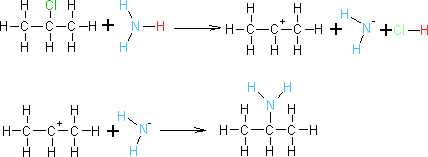 H Cl H H H + H H
H C C C H + N H H C C C H + N - + Cl H
H H H H H H H H
H H
H + H H H N H
H C C C H + N - H C C C H
H H H H H H H